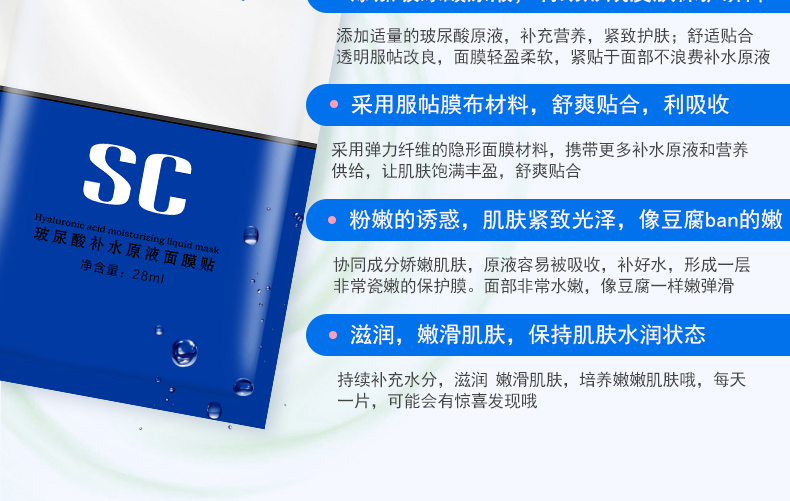 添加适量的玻尿酸原液，补充营养，紧致护肤；舒适贴合
透明服帖改良，面膜轻盈柔软，紧贴于面部不浪费补水原液
采用服帖膜布材料，舒爽贴合，利吸收
采用弹力纤维的隐形面膜材料，携带更多补水原液和营养
供给，让肌肤饱满丰盈，舒爽贴合
粉嫩的诱惑，肌肤紧致光泽，像豆腐ban的嫩
协同成分娇嫩肌肤，原液容易被吸收，补好水，形成一层
非常瓷嫩的保护膜。面部非常水嫩，像豆腐一样嫩弹滑
滋润，嫩滑肌肤，保持肌肤水润状态
持续补充水分，滋润 嫩滑肌肤，培养嫩嫩肌肤哦，每天
一片，可能会有惊喜发现哦
SC
Hyaluronic acid moisturizing liquid mask
玻尿酸补水原液面膜贴
净含量：28ml